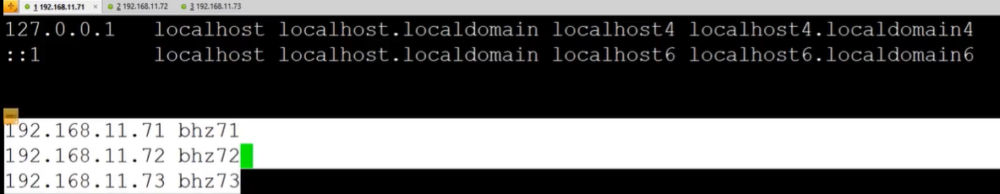 1 192.168.11.71 × 2 192.168.11.72 3 192.168.11.73
127.0.0.1 localhost localhost.localdomain localhost4 localhost4.localdomain4
::1 localhost localhost.localdomain localhost6 localhost6.localdomain6
192.168.11.71 bhz71
192.168.11.72 bhz72
192.168.11.73 bhz73